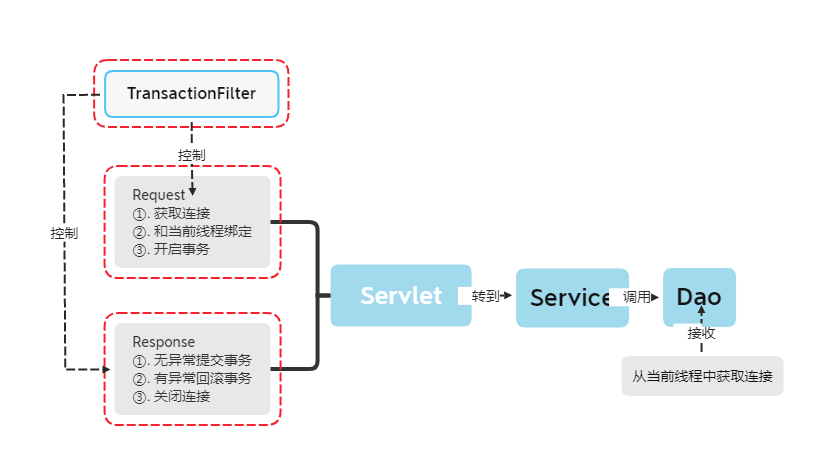 TransactionFilter
控制
Request
①. 获取连接
②. 和当前线程绑定
③. 开启事务
控制
Servlet
转到
Service
调用
Dao
接收
从当前线程中获取连接
Response
①. 无异常提交事务
②. 有异常回滚事务
③. 关闭连接